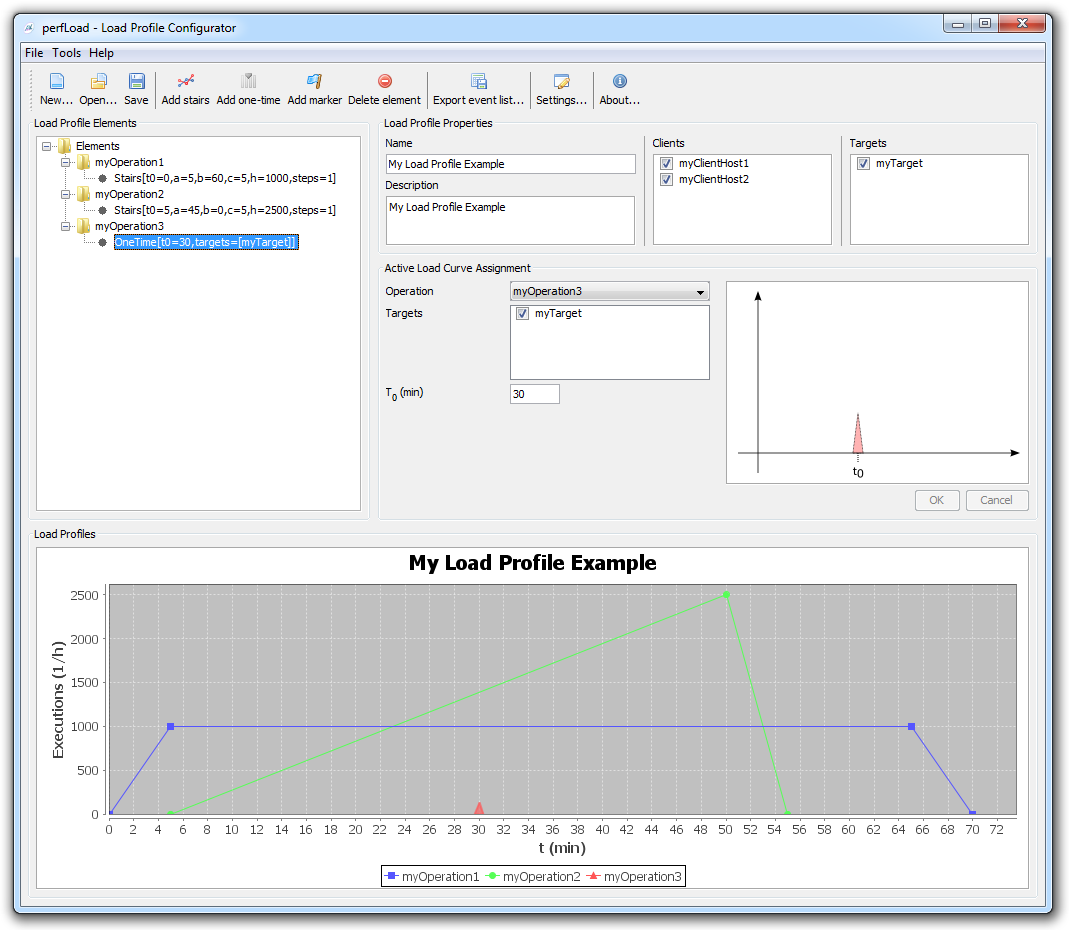 perfLoad - Load Profile Configurator
File Tools Help
New... Open... Save Add stairs Add one-time Add marker Delete element Export event list... Settings... About...
Load Profile Elements
Elements
myOperation1
Stairs[t0=0,a=5,b=60,c=5,h=1000,steps=1]
myOperation2
Stairs[t0=5,a=45,b=0,c=5,h=2500,steps=1]
myOperation3
OneTime[t0=30,targets=[myTarget]]
Load Profile Properties
Name
My Load Profile Example
Description
My Load Profile Example
Clients
myClientHost1
myClientHost2
Targets
myTarget
Active Load Curve Assignment
Operation myOperation3
Targets myTarget
T0 (min) 30
t0
OK Cancel
Load Profiles
My Load Profile Example
Executions (1/h)
2500
2000
1500
1000
500
0
0 2 4 6 8 10 12 14 16 18 20 22 24 26 28 30 32 34 36 38 40 42 44 46 48 50 52 54 56 58 60 62 64 66 68 70 72
t (min)
myOperation1 myOperation2 myOperation3